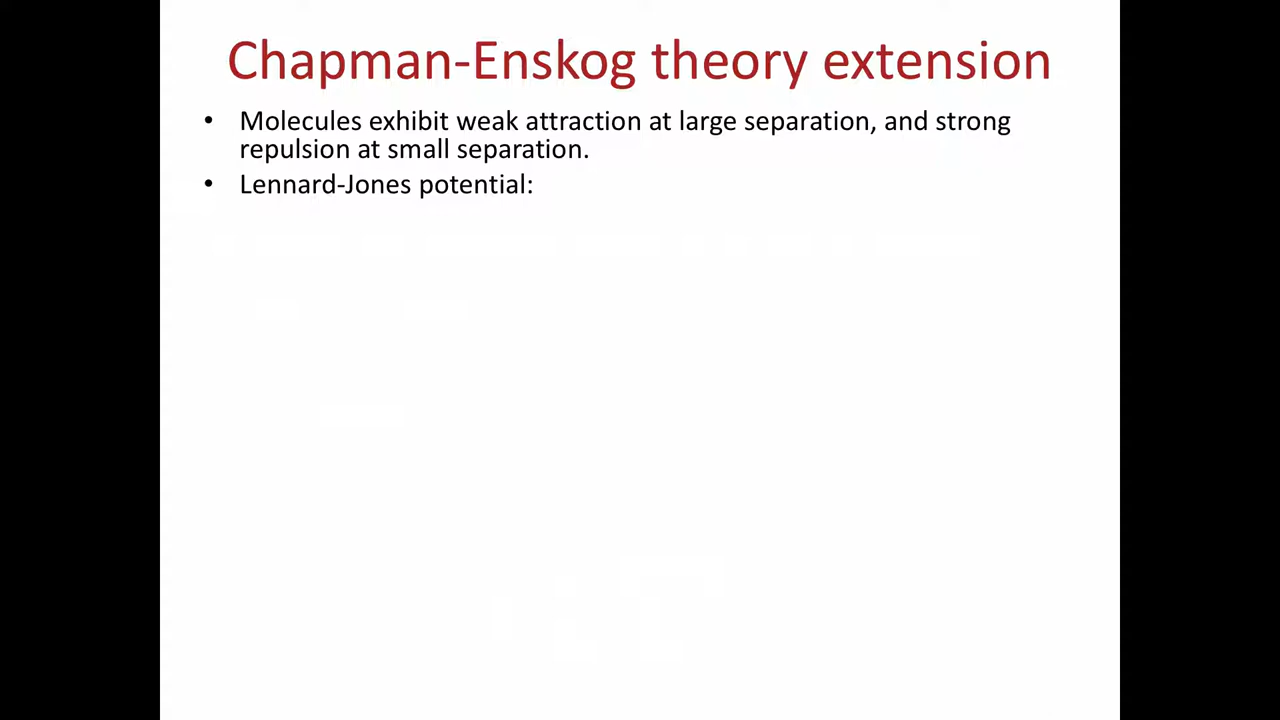 Chapman-Enskog theory extension
• Molecules exhibit weak attraction at large separation, and strong
repulsion at small separation.
• Lennard-Jones potential: